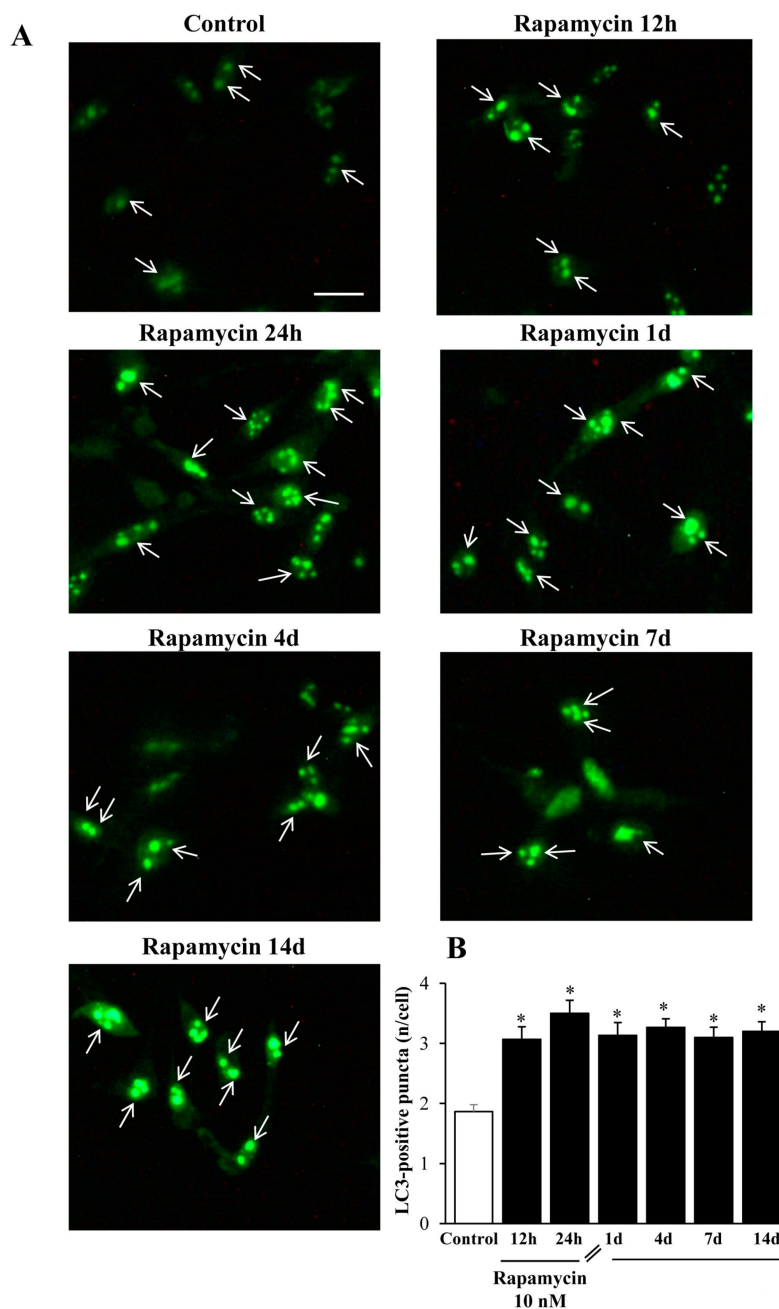 A
Control
Rapamycin 12h
Rapamycin 24h
Rapamycin 1d
Rapamycin 4d
Rapamycin 7d
Rapamycin 14d
B
LC3-positive puncta (n/cell)
4
3
2
1
0
* * * * * *
Control 12h 24h 1d 4d 7d 14d
Rapamycin
10 nM